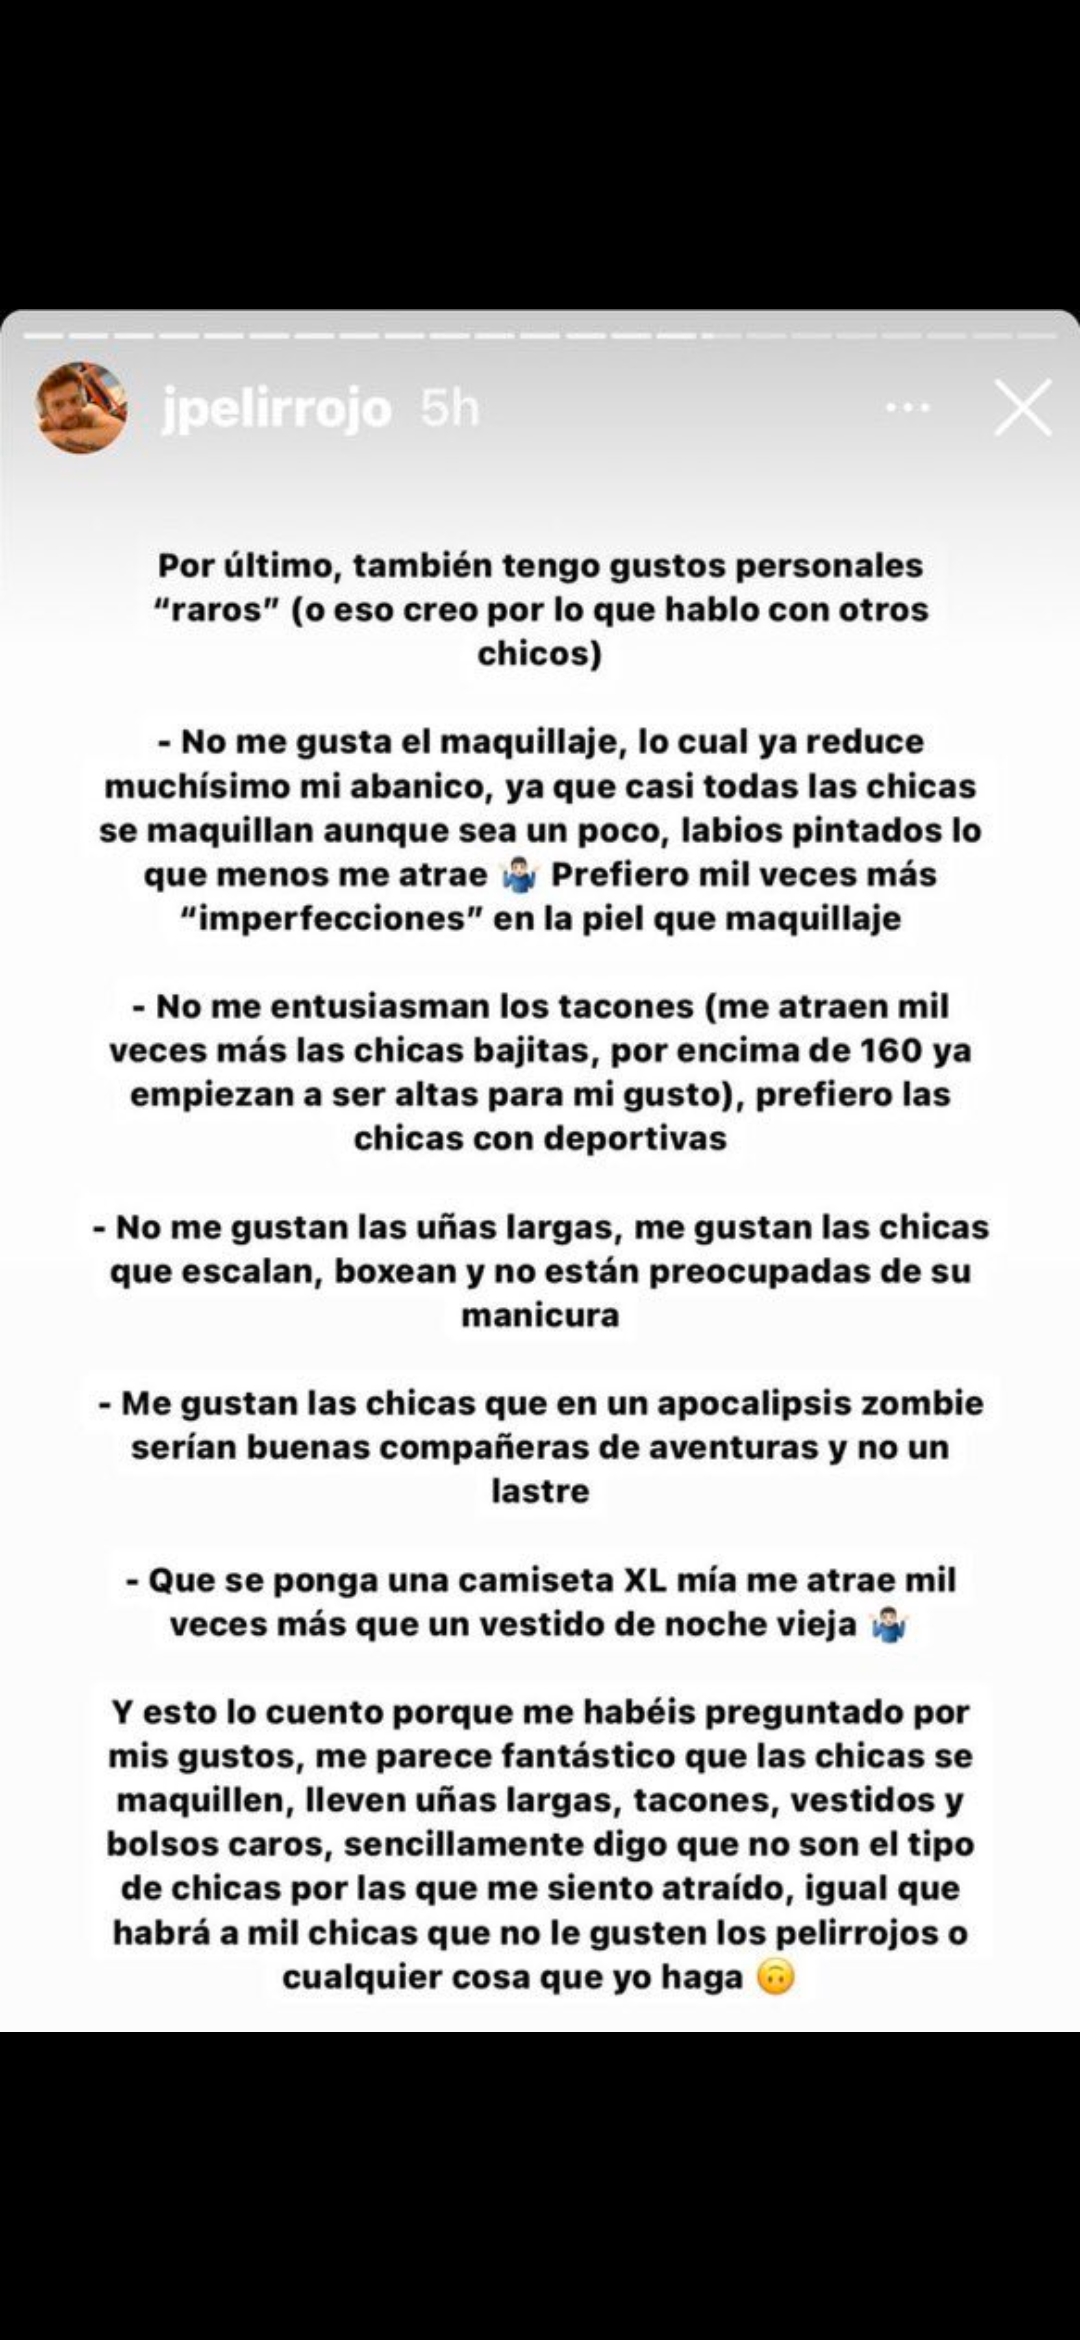 jpelirrojo 5h
Por último, también tengo gustos personales
“raros” (o eso creo por lo que hablo con otros
chicos)
- No me gusta el maquillaje, lo cual ya reduce
muchísimo mi abanico, ya que casi todas las chicas
se maquillan aunque sea un poco, labios pintados lo
que menos me atrae 🤷🏻‍♂️ Prefiero mil veces más
“imperfecciones” en la piel que maquillaje
- No me entusiasman los tacones (me atraen mil
veces más las chicas bajitas, por encima de 160 ya
empiezan a ser altas para mi gusto), prefiero las
chicas con deportivas
- No me gustan las uñas largas, me gustan las chicas
que escalan, boxean y no están preocupadas de su
manicura
- Me gustan las chicas que en un apocalipsis zombie
serían buenas compañeras de aventuras y no un
lastre
- Que se ponga una camiseta XL mía me atrae mil
veces más que un vestido de noche vieja 🤷🏻‍♂️
Y esto lo cuento porque me habéis preguntado por
mis gustos, me parece fantástico que las chicas se
maquillen, lleven uñas largas, tacones, vestidos y
bolsos caros, sencillamente digo que no son el tipo
de chicas por las que me siento atraído, igual que
habrá a mil chicas que no le gusten los pelirrojos o
cualquier cosa que yo haga 🙃